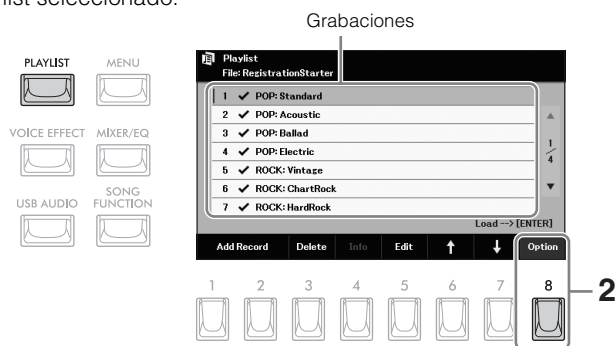 list seleccionado.
Grabaciones
PLAYLIST MENU
VOICE EFFECT MIXER/EQ
USB AUDIO SONG FUNCTION
Playlist
File: RegistrationStarter
1 ✔ POP: Standard
2 ✔ POP: Acoustic
3 ✔ POP: Ballad
4 ✔ POP: Electric
5 ✔ ROCK: Vintage
6 ✔ ROCK: ChartRock
7 ✔ ROCK: HardRock
1/4
Load --> [ENTER]
Add Record Delete Info Edit ↑ ↓ Option
1 2 3 4 5 6 7 8
2